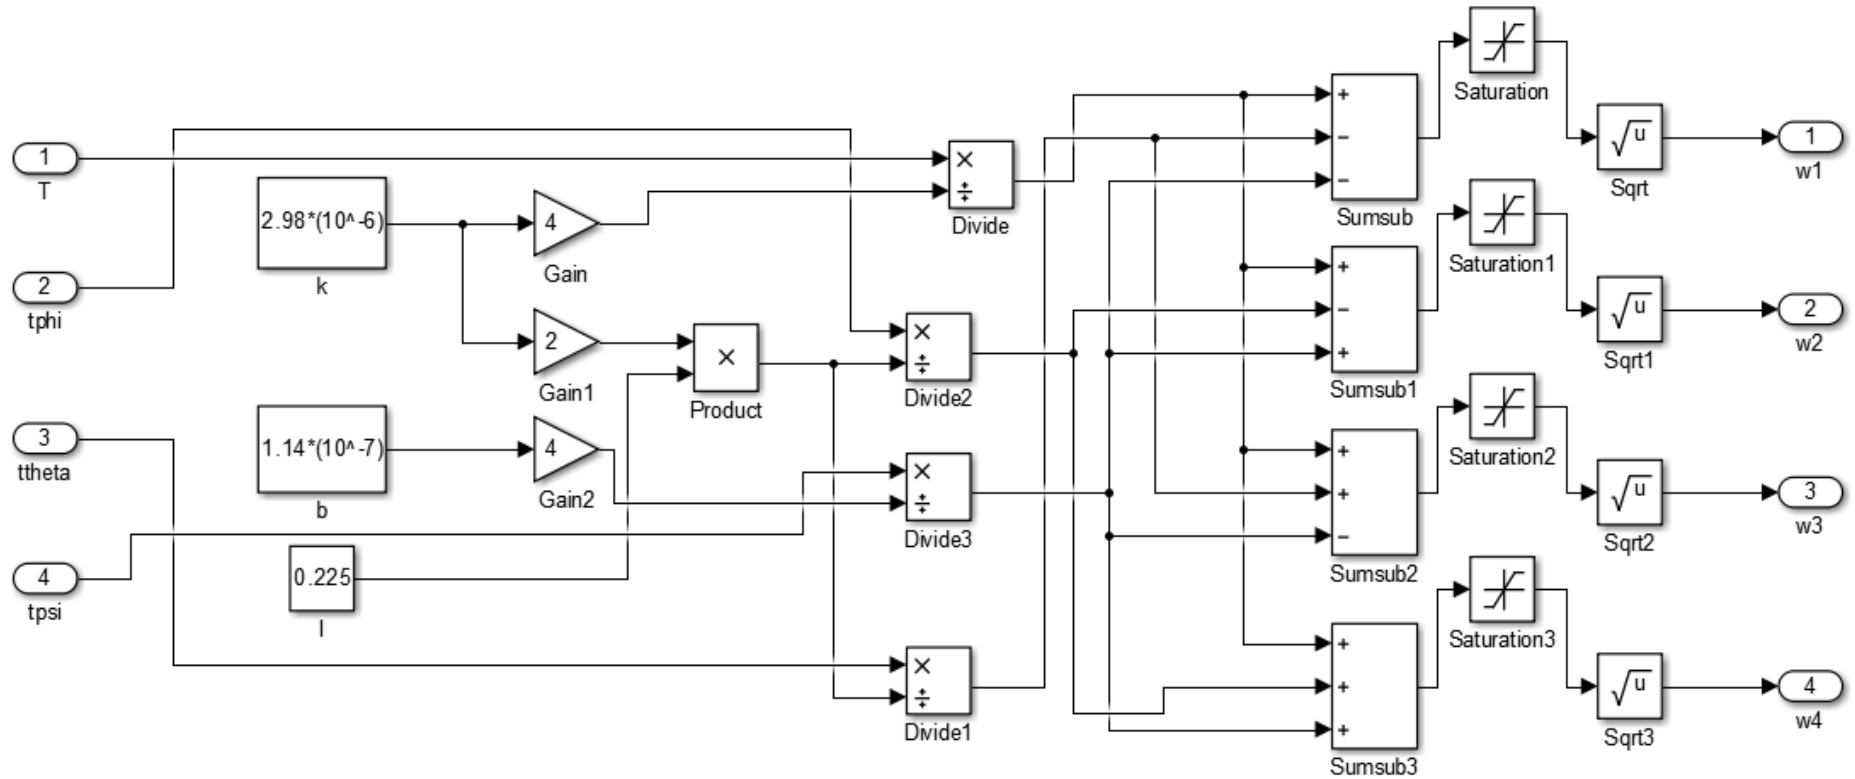 Saturation
+
−
−
Sumsub
√u
Sqrt
1
w1
1
T
×
÷
Divide
2.98*(10^-6)
k
4
Gain
2
tphi
+
−
+
Sumsub1
Saturation1
√u
Sqrt1
2
w2
2
Gain1
×
Product
×
÷
Divide2
3
ttheta
1.14*(10^-7)
b
4
Gain2
×
÷
Divide3
+
+
−
Sumsub2
Saturation2
√u
Sqrt2
3
w3
4
tpsi
0.225
l
×
÷
Divide1
+
+
+
Sumsub3
Saturation3
√u
Sqrt3
4
w4